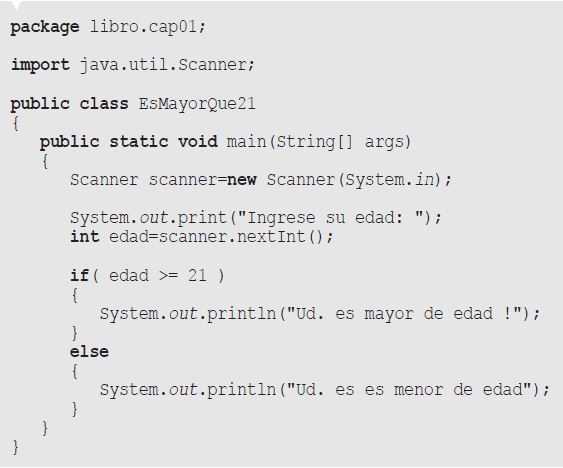 package libro.cap01;
import java.util.Scanner;
public class EsMayorQue21
{
public static void main(String[] args)
{
Scanner scanner=new Scanner(System.in);
System.out.print("Ingrese su edad: ");
int edad=scanner.nextInt();
if( edad >= 21 )
{
System.out.println("Ud. es mayor de edad !");
}
else
{
System.out.println("Ud. es es menor de edad");
}
}
}